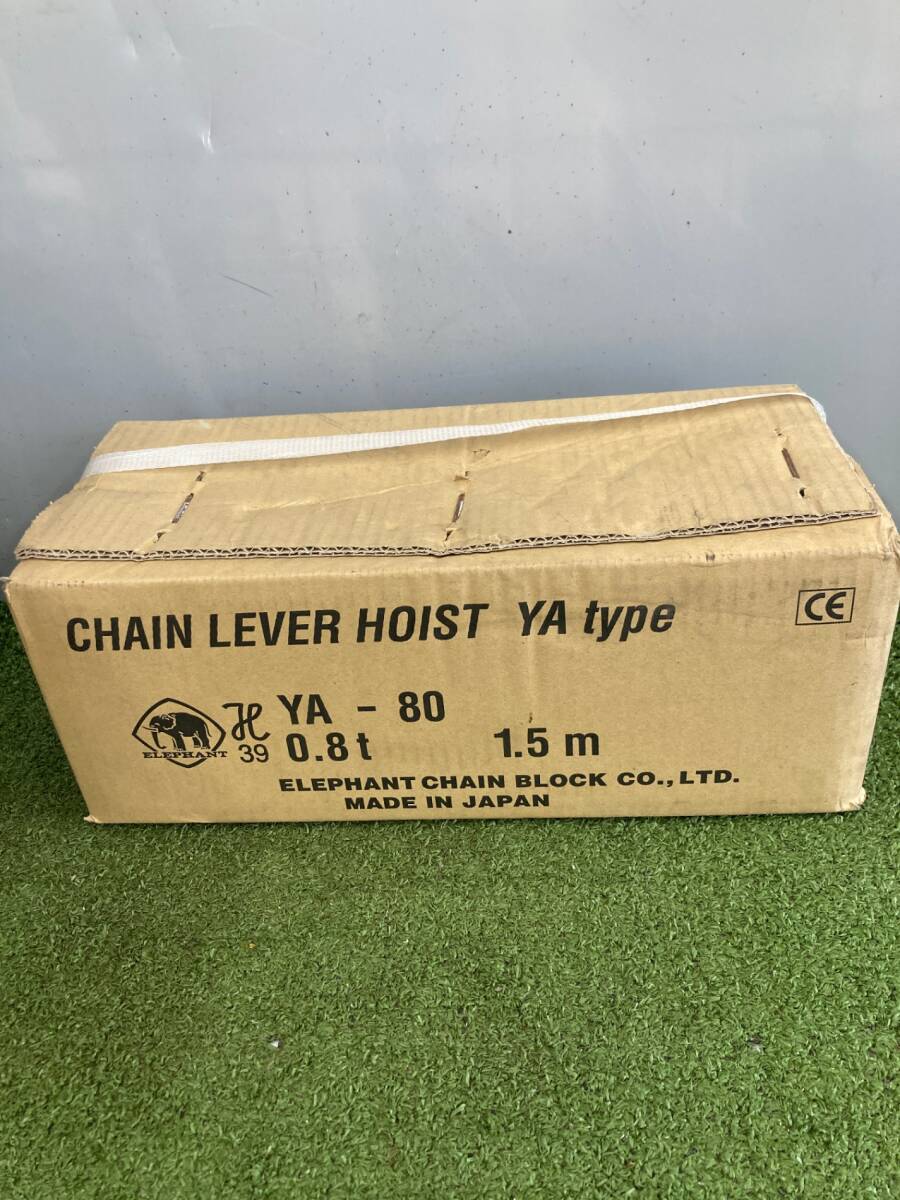 CHAIN LEVER HOIST YA type
CE
ELEPHANT
H
39
YA - 80
0.8t 1.5m
ELEPHANT CHAIN BLOCK CO., LTD.
MADE IN JAPAN